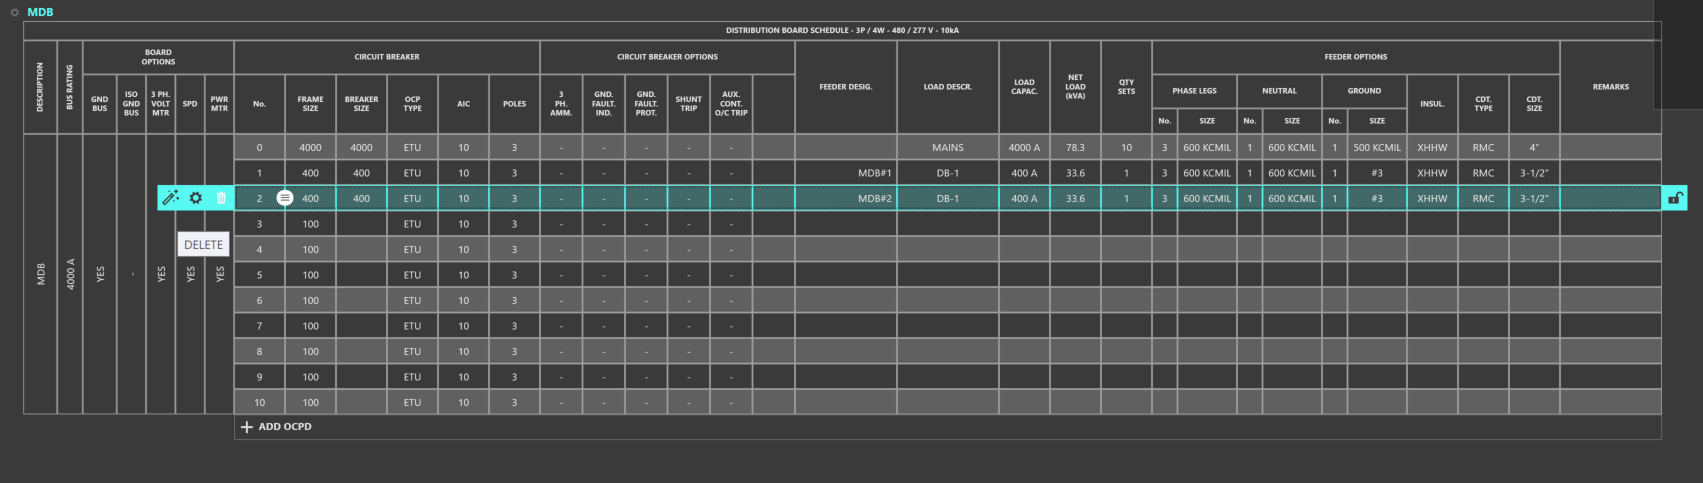 MDB
DISTRIBUTION BOARD SCHEDULE - 3P / 4W - 480 / 277 V - 10kA
DESCRIPTION
BUS RATING
BOARD
OPTIONS
CIRCUIT BREAKER
CIRCUIT BREAKER OPTIONS
FEEDER DESIG.
LOAD DESCR.
LOAD
CAPAC.
NET
LOAD
(kVA)
QTY
SETS
FEEDER OPTIONS
REMARKS
GND
BUS
ISO
GND
BUS
3 PH.
VOLT
MTR
SPD
PWR
MTR
No.
FRAME
SIZE
BREAKER
SIZE
OCP
TYPE
AIC
POLES
3
PH.
AMM.
GND.
FAULT.
IND.
GND.
FAULT.
PROT.
SHUNT
TRIP
AUX.
CONT.
O/C TRIP
PHASE LEGS
NEUTRAL
GROUND
INSUL.
CDT.
TYPE
CDT.
SIZE
No. SIZE No. SIZE No. SIZE
MDB
4000 A
YES
-
YES
YES
YES
0 4000 4000 ETU 10 3 - - - - - MAINS 4000 A 78.3 10 3 600 KCMIL 1 600 KCMIL 1 500 KCMIL XHHW RMC 4"
1 400 400 ETU 10 3 - - - - - MDB#1 DB-1 400 A 33.6 1 3 600 KCMIL 1 600 KCMIL 1 #3 XHHW RMC 3-1/2"
2 400 400 ETU 10 3 - - - - - MDB#2 DB-1 400 A 33.6 1 3 600 KCMIL 1 600 KCMIL 1 #3 XHHW RMC 3-1/2"
3 100 ETU 10 3 - - - - -
DELETE
4 100 ETU 10 3 - - - - -
5 100 ETU 10 3 - - - - -
6 100 ETU 10 3 - - - - -
7 100 ETU 10 3 - - - - -
8 100 ETU 10 3 - - - - -
9 100 ETU 10 3 - - - - -
10 100 ETU 10 3 - - - - -
ADD OCPD